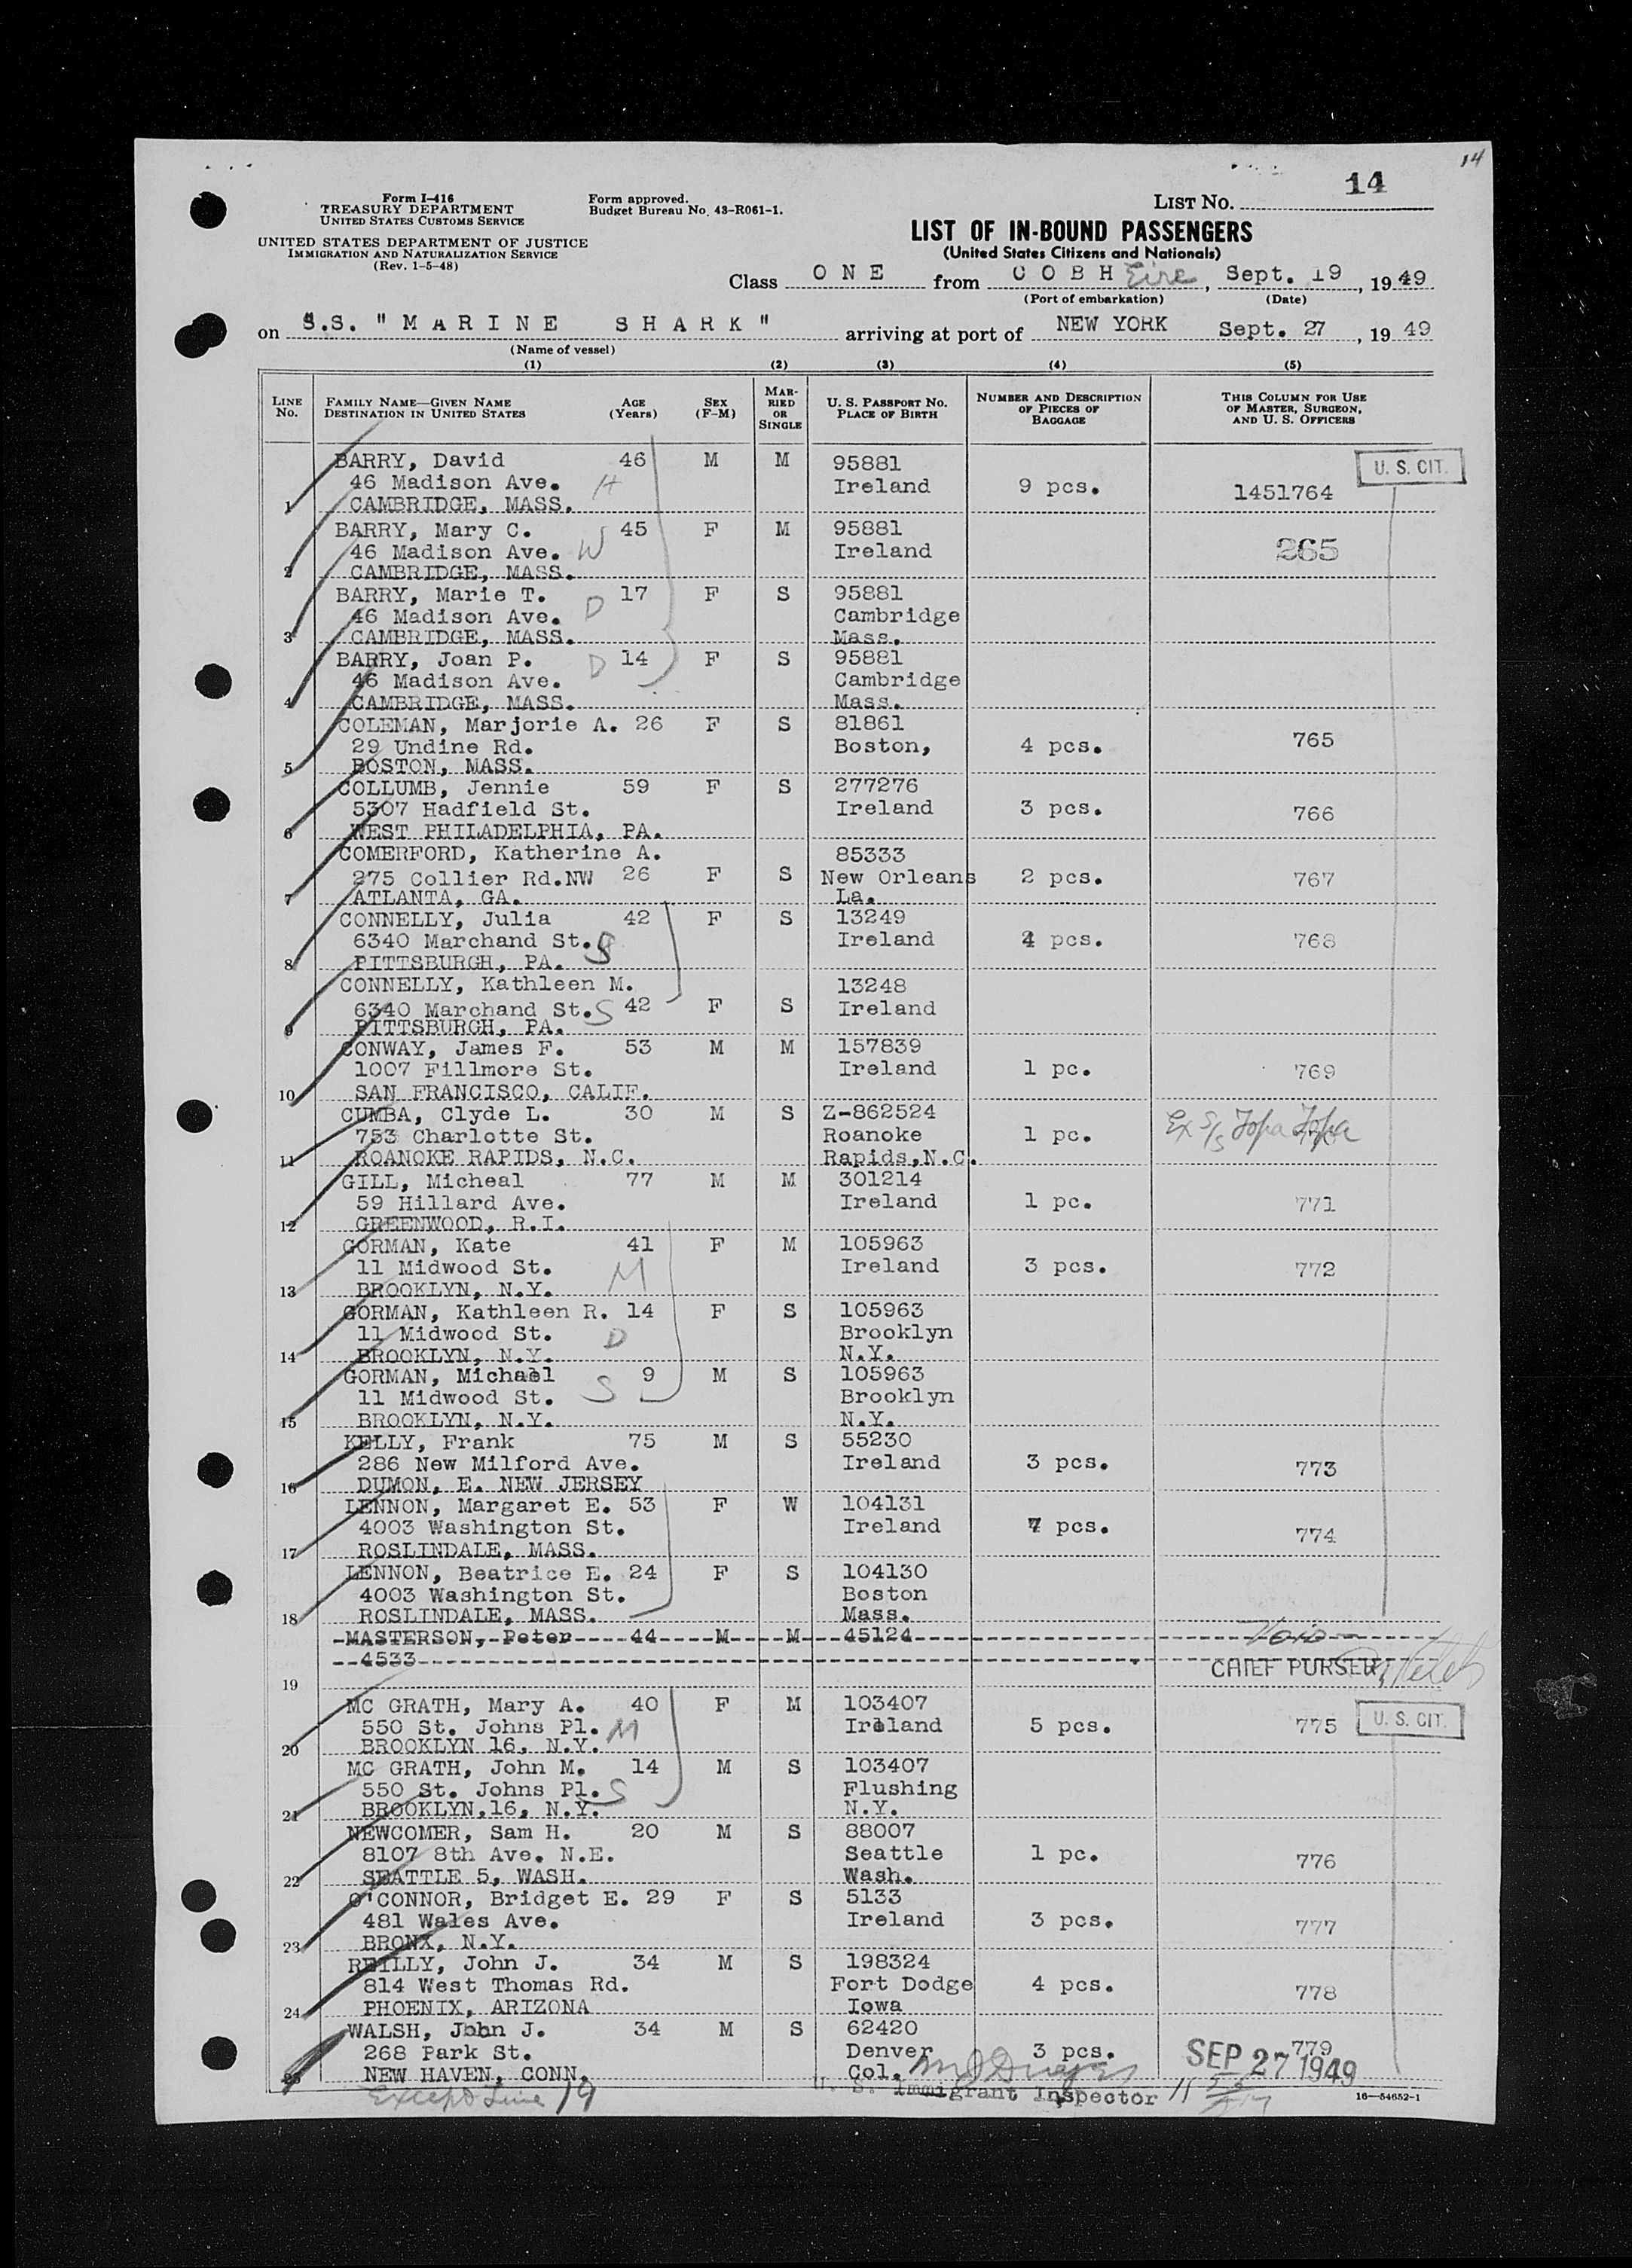 14
Form I-416
TREASURY DEPARTMENT
UNITED STATES CUSTOMS SERVICE
UNITED STATES DEPARTMENT OF JUSTICE
IMMIGRATION AND NATURALIZATION SERVICE
(Rev. 1-5-48)
Form approved.
Budget Bureau No. 43-R061-1.
LIST No. 14
LIST OF IN-BOUND PASSENGERS
(United States Citizens and Nationals)
Class O N E from C O B H Eire, Sept. 19, 1949
(Port of embarkation) (Date)
on S.S. "M A R I N E S H A R K" arriving at port of NEW YORK Sept. 27, 1949
(Name of vessel)
(1) (2) (3) (4) (5)
LINE No. FAMILY NAME—GIVEN NAME DESTINATION IN UNITED STATES AGE (Years) SEX (F-M) MARRIED OR SINGLE U. S. PASSPORT NO. PLACE OF BIRTH NUMBER AND DESCRIPTION OF PIECES OF BAGGAGE THIS COLUMN FOR USE OF MASTER, SURGEON, AND U. S. OFFICERS
BARRY, David 46 M M 95881 U. S. CIT.
46 Madison Ave. H Ireland 9 pcs. 1451764
1 CAMBRIDGE, MASS.
BARRY, Mary C. 45 F M 95881
46 Madison Ave. W Ireland 265
2 CAMBRIDGE, MASS.
BARRY, Marie T. 17 F S 95881
46 Madison Ave. D Cambridge
3 CAMBRIDGE, MASS. Mass.
BARRY, Joan P. D 14 F S 95881
46 Madison Ave. Cambridge
4 CAMBRIDGE, MASS. Mass.
COLEMAN, Marjorie A. 26 F S 81861
29 Undine Rd. Boston, 4 pcs. 765
5 BOSTON, MASS.
COLLUMB, Jennie 59 F S 277276
5307 Hadfield St. Ireland 3 pcs. 766
6 WEST PHILADELPHIA, PA.
COMERFORD, Katherine A. 85333
275 Collier Rd.NW 26 F S New Orleans 2 pcs. 767
7 ATLANTA, GA. La.
CONNELLY, Julia 42 F S 13249
6340 Marchand St. S Ireland 4 pcs. 768
8 PITTSBURGH, PA.
CONNELLY, Kathleen M. 13248
6340 Marchand St. S 42 F S Ireland
9 PITTSBURGH, PA.
CONWAY, James F. 53 M M 157839
1007 Fillmore St. Ireland 1 pc. 769
10 SAN FRANCISCO, CALIF.
CUMBA, Clyde L. 30 M S Z-862524
753 Charlotte St. Roanoke 1 pc. Ex S/S Topa Topa
11 ROANOKE RAPIDS, N.C. Rapids,N.C.
GILL, Micheal 77 M M 301214
59 Hillard Ave. Ireland 1 pc. 771
12 GREENWOOD, R.I.
GORMAN, Kate 41 F M 105963
11 Midwood St. M Ireland 3 pcs. 772
13 BROOKLYN, N.Y.
GORMAN, Kathleen R. 14 F S 105963
11 Midwood St. D Brooklyn
14 BROOKLYN, N.Y. N.Y.
GORMAN, Michael 9 M S 105963
11 Midwood St. S Brooklyn
15 BROOKLYN, N.Y. N.Y.
KELLY, Frank 75 M S 55230
286 New Milford Ave. Ireland 3 pcs. 773
16 DUMON, E. NEW JERSEY
LENNON, Margaret E. 53 F W 104131
4003 Washington St. Ireland 7 pcs. 774
17 ROSLINDALE, MASS.
LENNON, Beatrice E. 24 F S 104130
4003 Washington St. Boston
18 ROSLINDALE, MASS. Mass.
MASTERSON, Peter 44 M M 45124 Void
4533 CHIEF PURSER
19
MC GRATH, Mary A. 40 F M 103407
550 St. Johns Pl. M Ireland 5 pcs. 775 U. S. CIT.
20 BROOKLYN 16, N.Y.
MC GRATH, John M. 14 M S 103407
550 St. Johns Pl. S Flushing
21 BROOKLYN,16, N.Y. N.Y.
NEWCOMER, Sam H. 20 M S 88007
8107 8th Ave. N.E. Seattle 1 pc. 776
22 SEATTLE 5, WASH. Wash.
O'CONNOR, Bridget E. 29 F S 5133
481 Wales Ave. Ireland 3 pcs. 777
23 BRONX, N.Y.
REILLY, John J. 34 M S 198324
814 West Thomas Rd. Fort Dodge 4 pcs. 778
24 PHOENIX, ARIZONA Iowa
WALSH, John J. 34 M S 62420
268 Park St. Denver 3 pcs. 779
25 NEW HAVEN, CONN. Col. SEP 27 1949
Except Line 19 U. S. Immigrant Inspector 16—54652-1